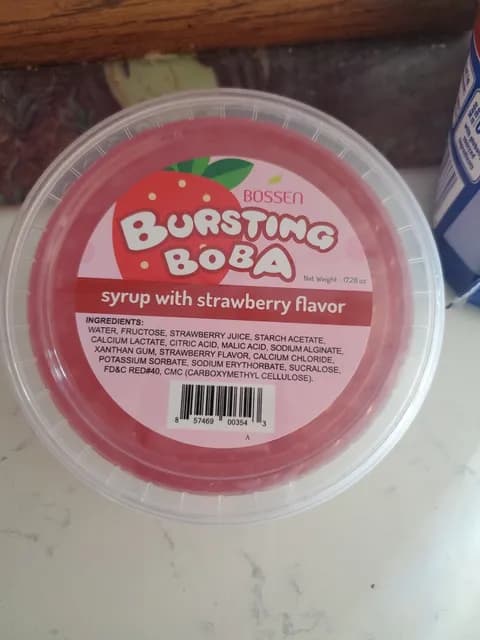 BOSSEN
BURSTING
BOBA
Net Weight : 17.28 oz
syrup with strawberry flavor
INGREDIENTS:
WATER, FRUCTOSE, STRAWBERRY JUICE, STARCH ACETATE,
CALCIUM LACTATE, CITRIC ACID, MALIC ACID, SODIUM ALGINATE,
XANTHAN GUM, STRAWBERRY FLAVOR, CALCIUM CHLORIDE,
POTASSIUM SORBATE, SODIUM ERYTHORBATE, SUCRALOSE,
FD&C RED#40, CMC (CARBOXYMETHYL CELLULOSE).
8 57469 00354 3
A